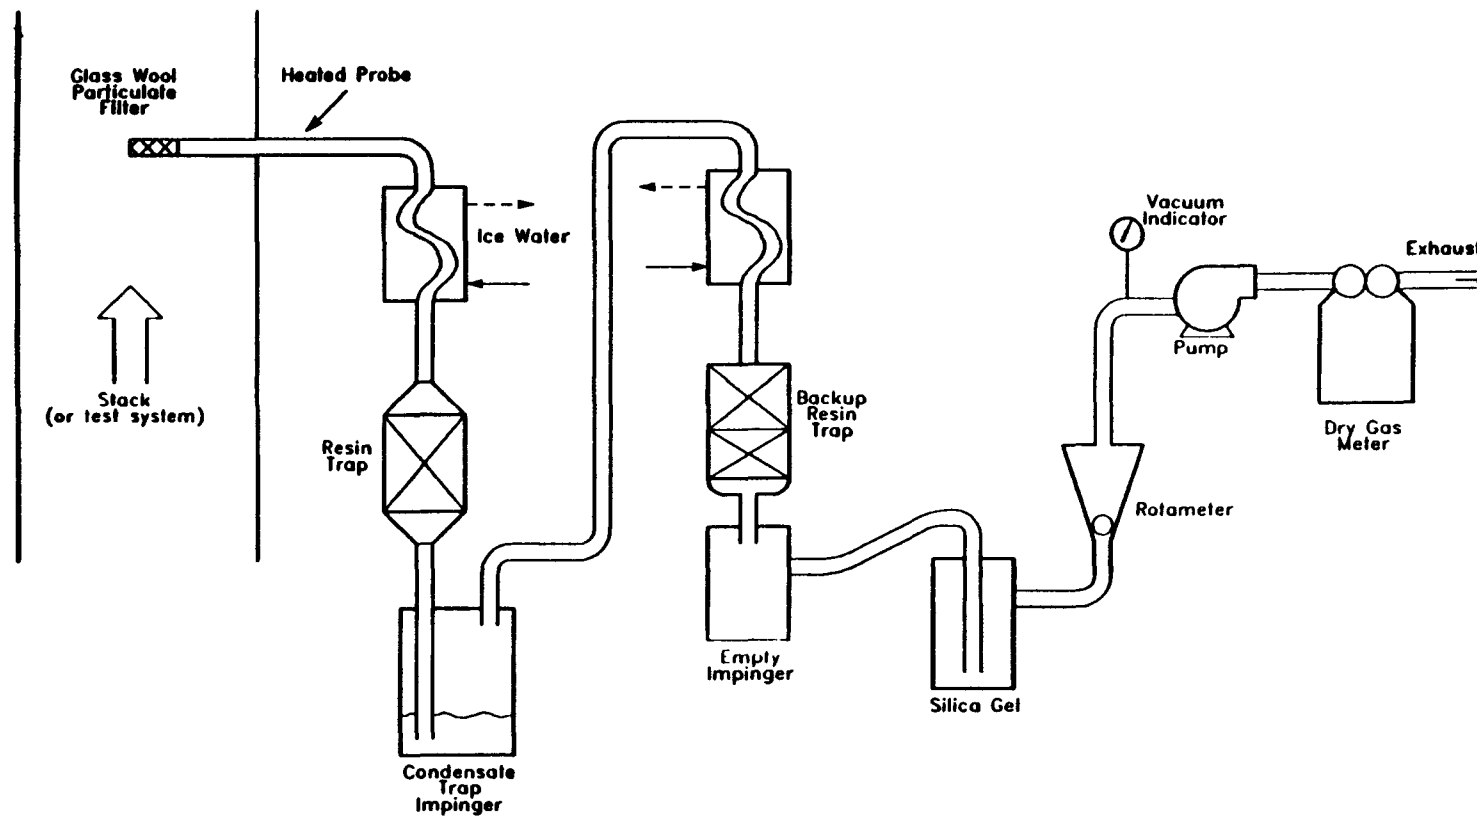 Glass Wool
Particulate
Filter
Heated Probe
Ice Water
Stack
(or test system)
Resin
Trap
Condensate
Trap
Impinger
Backup
Resin
Trap
Empty
Impinger
Silica Gel
Vacuum
Indicator
Pump
Rotameter
Exhaust
Dry Gas
Meter